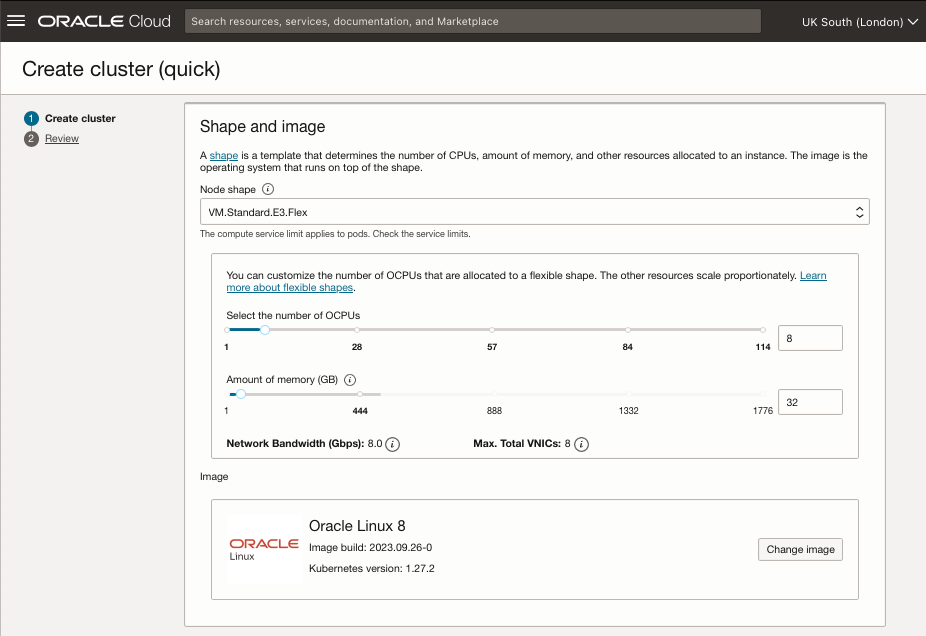 ORACLE Cloud
Search resources, services, documentation, and Marketplace
UK South (London)
Create cluster (quick)
1 Create cluster
2 Review
Shape and image
A shape is a template that determines the number of CPUs, amount of memory, and other resources allocated to an instance. The image is the
operating system that runs on top of the shape.
Node shape i
VM.Standard.E3.Flex
The compute service limit applies to pods. Check the service limits.
You can customize the number of OCPUs that are allocated to a flexible shape. The other resources scale proportionately. Learn
more about flexible shapes.
Select the number of OCPUs
1 28 57 84 114
8
Amount of memory (GB) i
1 444 888 1332 1776
32
Network Bandwidth (Gbps): 8.0 i
Max. Total VNICs: 8 i
Image
ORACLE
Linux
Oracle Linux 8
Image build: 2023.09.26-0
Kubernetes version: 1.27.2
Change image